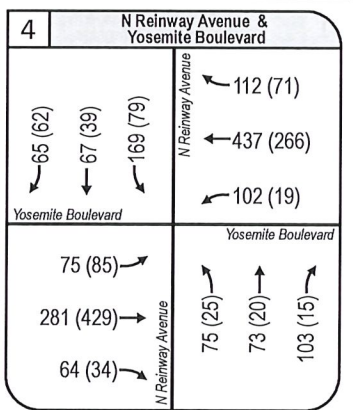 4
N Reinway Avenue &
Yosemite Boulevard
65 (62)
67 (39)
169 (79)
Yosemite Boulevard
N Reinway Avenue
112 (71)
437 (266)
102 (19)
75 (85)
281 (429)
64 (34)
N Reinway Avenue
Yosemite Boulevard
75 (25)
73 (20)
103 (15)